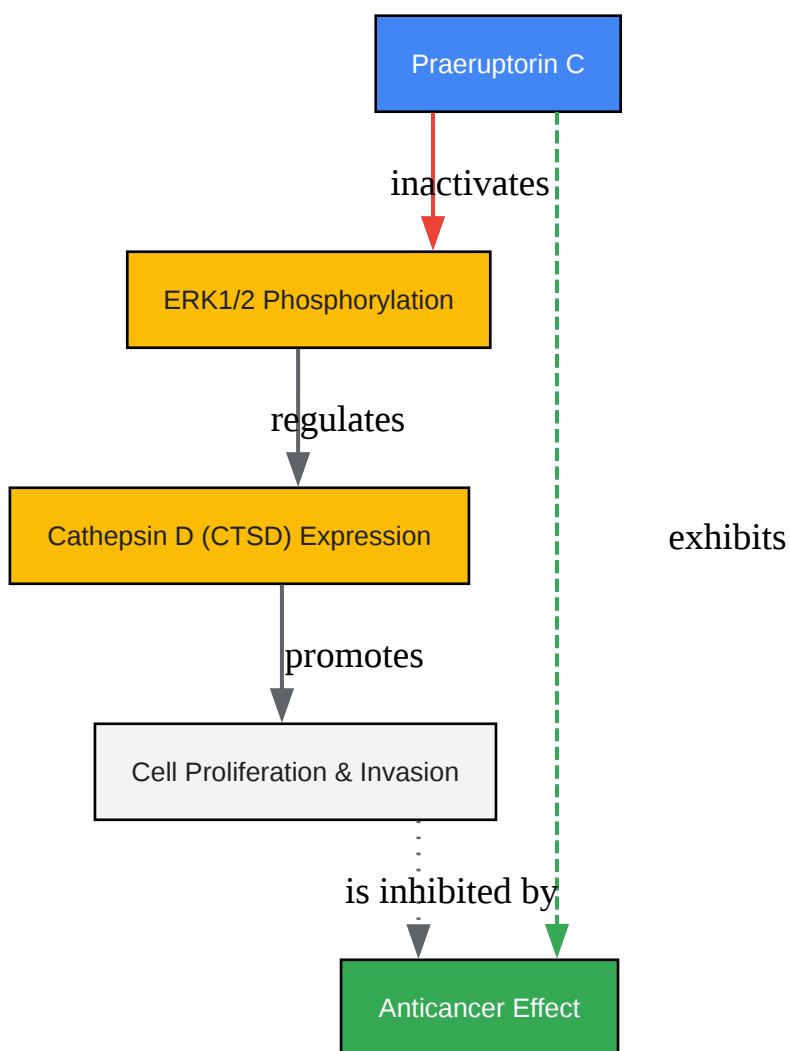 Praeruptorin C
inactivates
ERK1/2 Phosphorylation
regulates
Cathepsin D (CTSD) Expression
exhibits
promotes
Cell Proliferation & Invasion
is inhibited by
Anticancer Effect